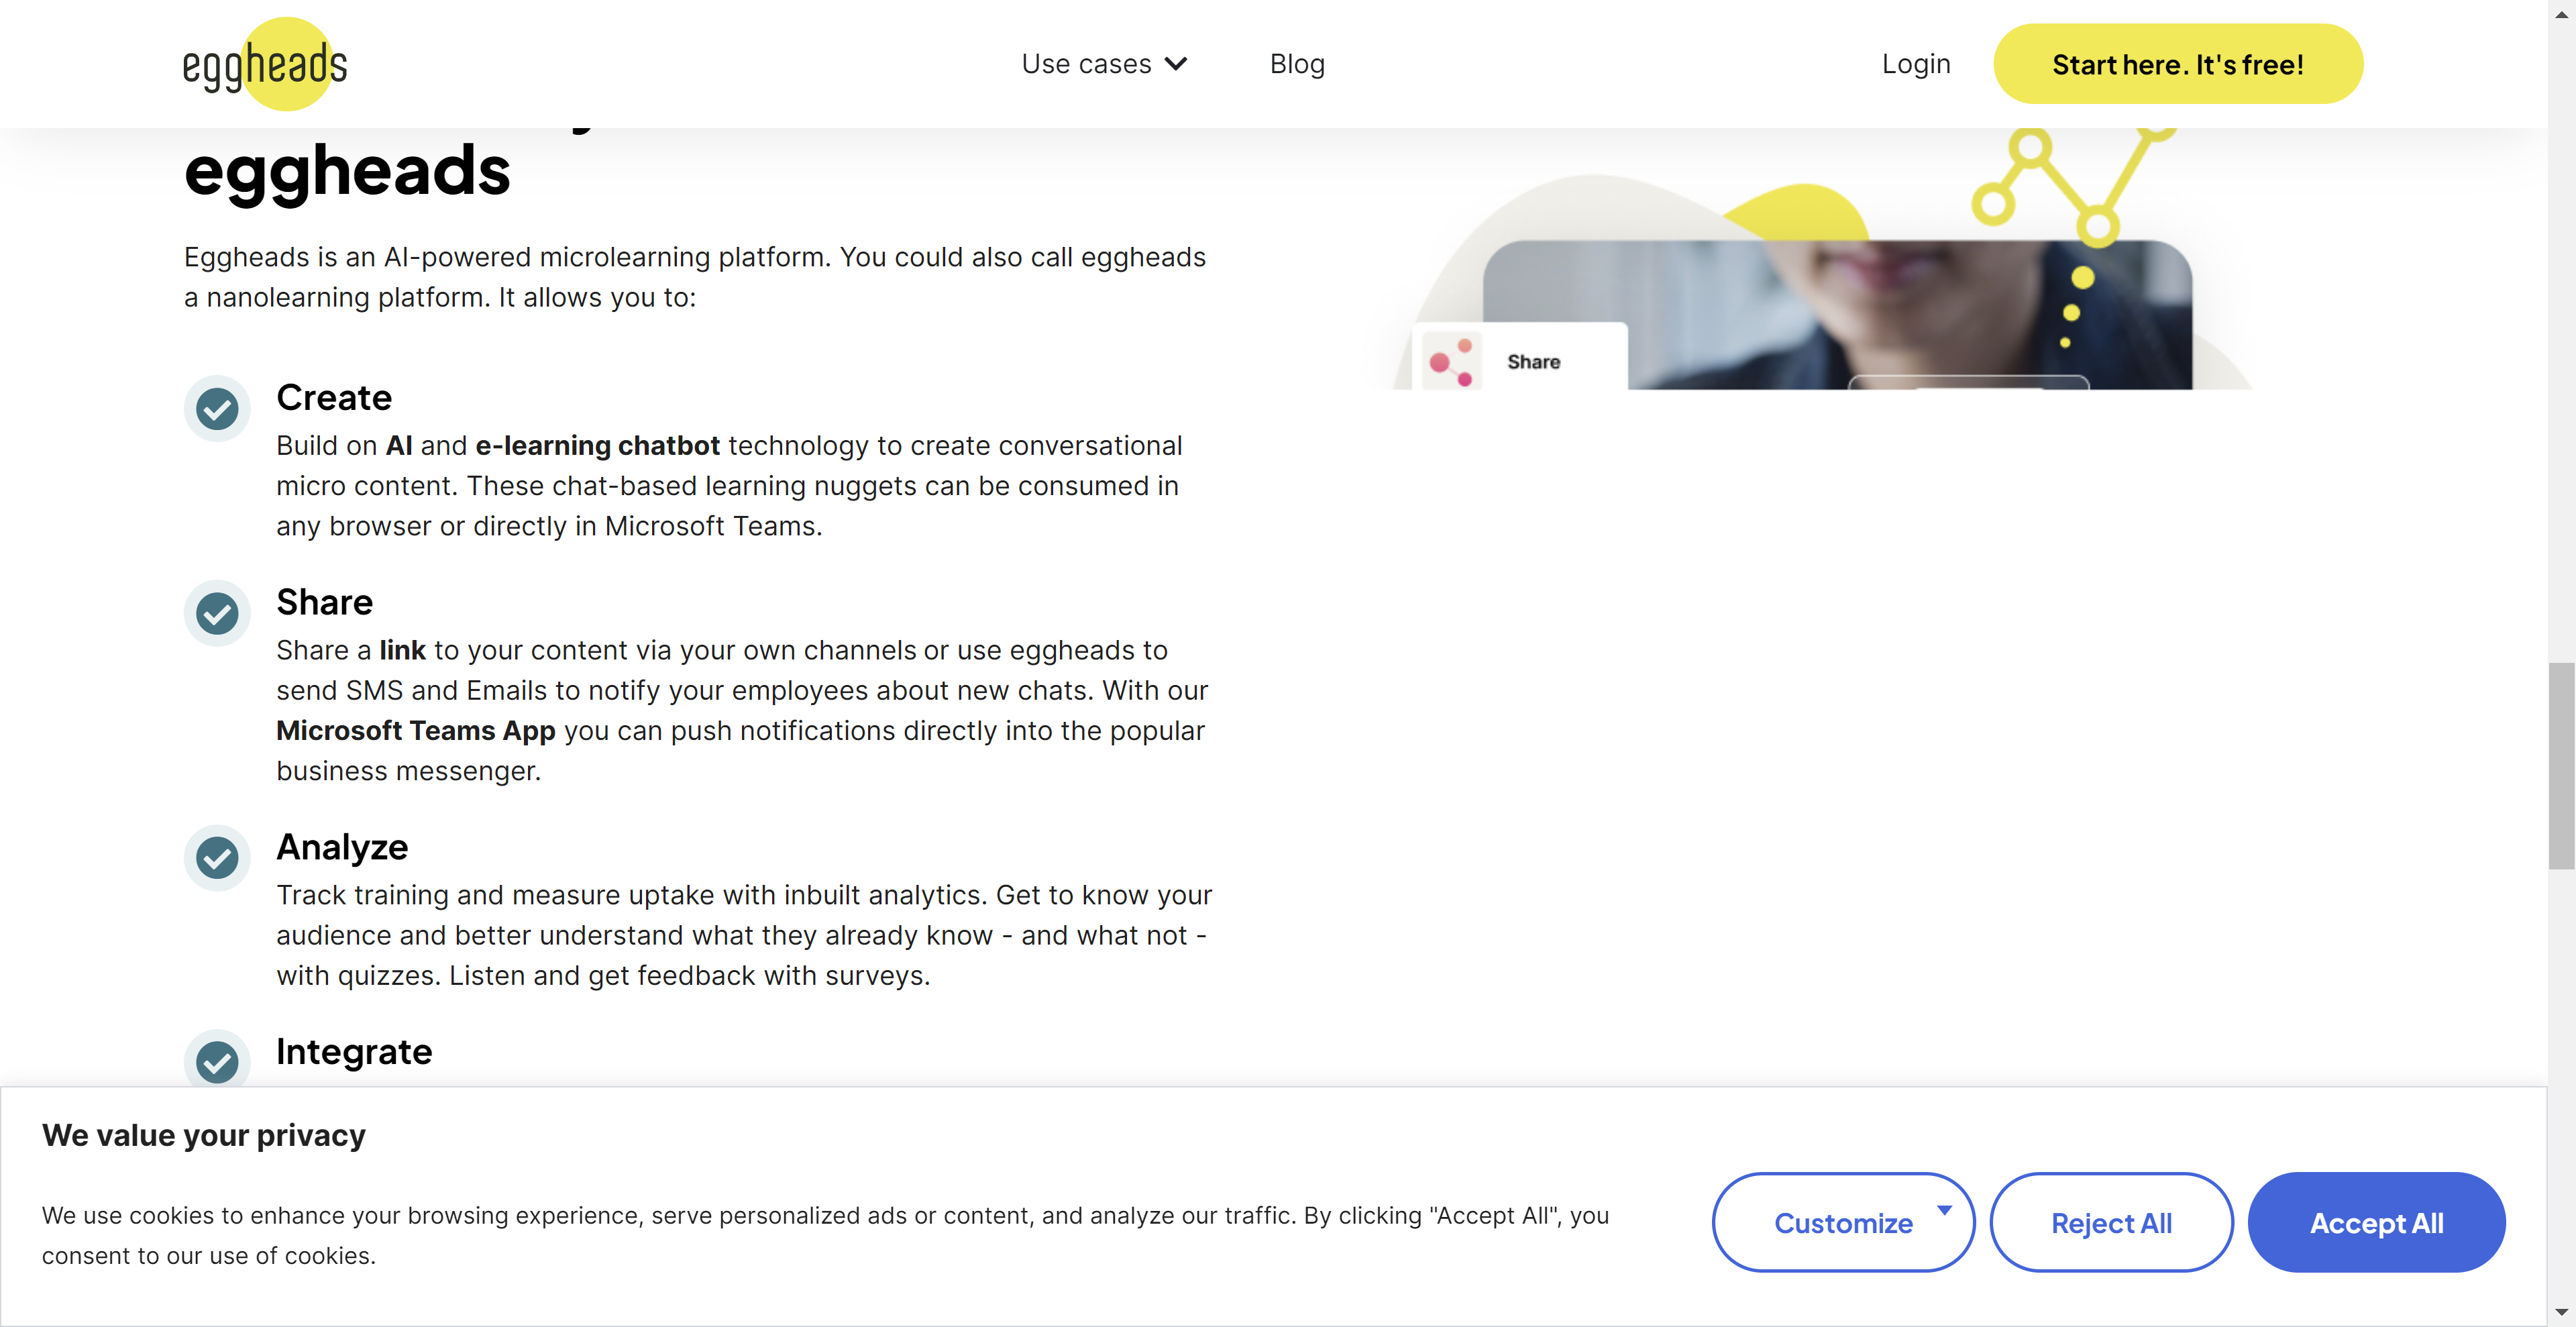 eggheads
Use cases
Blog
Login
Start here. It's free!
eggheads
Eggheads is an AI-powered microlearning platform. You could also call eggheads
a nanolearning platform. It allows you to:
Share
Create
Build on AI and e-learning chatbot technology to create conversational
micro content. These chat-based learning nuggets can be consumed in
any browser or directly in Microsoft Teams.
Share
Share a link to your content via your own channels or use eggheads to
send SMS and Emails to notify your employees about new chats. With our
Microsoft Teams App you can push notifications directly into the popular
business messenger.
Analyze
Track training and measure uptake with inbuilt analytics. Get to know your
audience and better understand what they already know - and what not -
with quizzes. Listen and get feedback with surveys.
Integrate
We value your privacy
We use cookies to enhance your browsing experience, serve personalized ads or content, and analyze our traffic. By clicking "Accept All", you
consent to our use of cookies.
Customize
Reject All
Accept All